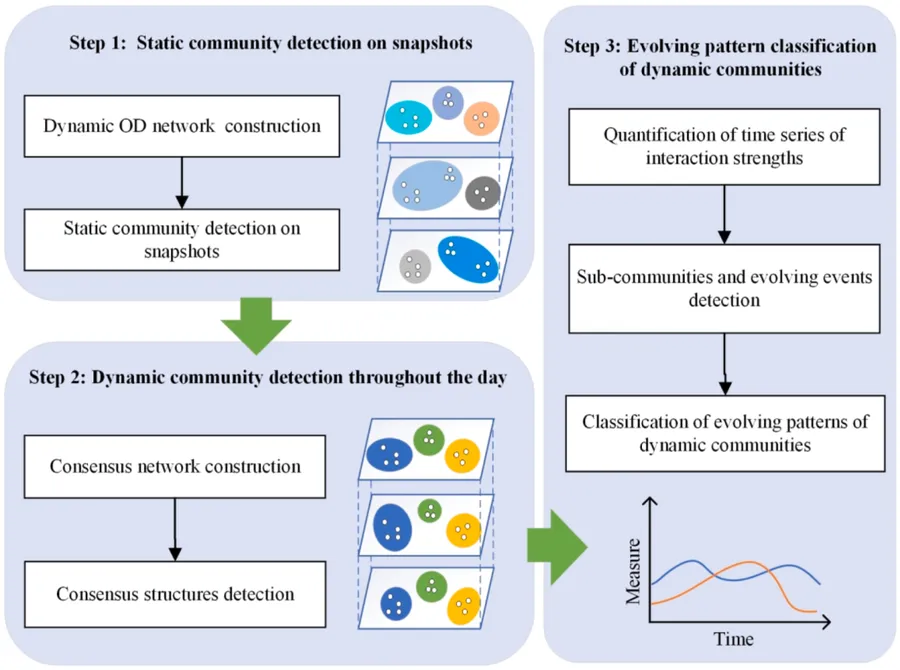 Step 1: Static community detection on snapshots
Dynamic OD network construction
Static community detection on
snapshots
Step 2: Dynamic community detection throughout the day
Consensus network construction
Consensus structures detection
Step 3: Evolving pattern classification
of dynamic communities
Quantification of time series of
interaction strengths
Sub-communities and evolving events
detection
Classification of evolving patterns of
dynamic communities
Measure
Time